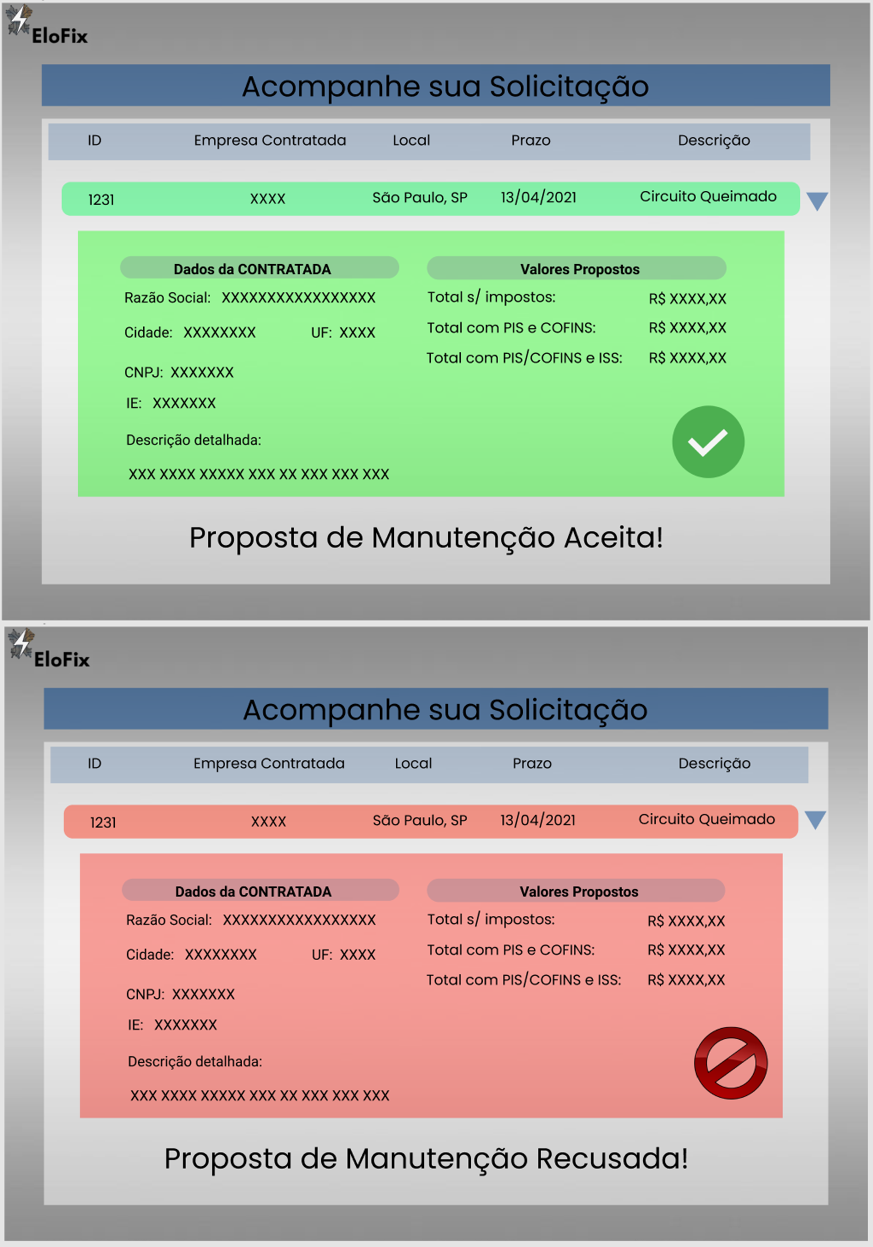 EloFix
Acompanhe sua Solicitação
ID Empresa Contratada Local Prazo Descrição
1231 XXXX São Paulo, SP 13/04/2021 Circuito Queimado
Dados da CONTRATADA
Razão Social: XXXXXXXXXXXXXXXXX
Cidade: XXXXXXXX UF: XXXX
CNPJ: XXXXXXX
IE: XXXXXXX
Descrição detalhada:
XXX XXXX XXXXX XXX XX XXX XXX XXX
Valores Propostos
Total s/ impostos: R$ XXXX,XX
Total com PIS e COFINS: R$ XXXX,XX
Total com PIS/COFINS e ISS: R$ XXXX,XX
Proposta de Manutenção Aceita!
EloFix
Acompanhe sua Solicitação
ID Empresa Contratada Local Prazo Descrição
1231 XXXX São Paulo, SP 13/04/2021 Circuito Queimado
Dados da CONTRATADA
Razão Social: XXXXXXXXXXXXXXXXX
Cidade: XXXXXXXX UF: XXXX
CNPJ: XXXXXXX
IE: XXXXXXX
Descrição detalhada:
XXX XXXX XXXXX XXX XX XXX XXX XXX
Valores Propostos
Total s/ impostos: R$ XXXX,XX
Total com PIS e COFINS: R$ XXXX,XX
Total com PIS/COFINS e ISS: R$ XXXX,XX
Proposta de Manutenção Recusada!